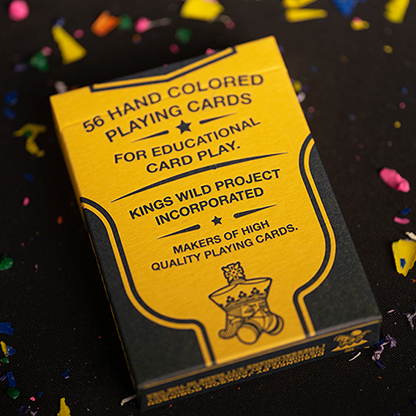 56 HAND COLORED
PLAYING CARDS
FOR EDUCATIONAL
CARD PLAY.
KINGS WILD PROJECT
INCORPORATED
MAKERS OF HIGH
QUALITY PLAYING CARDS.